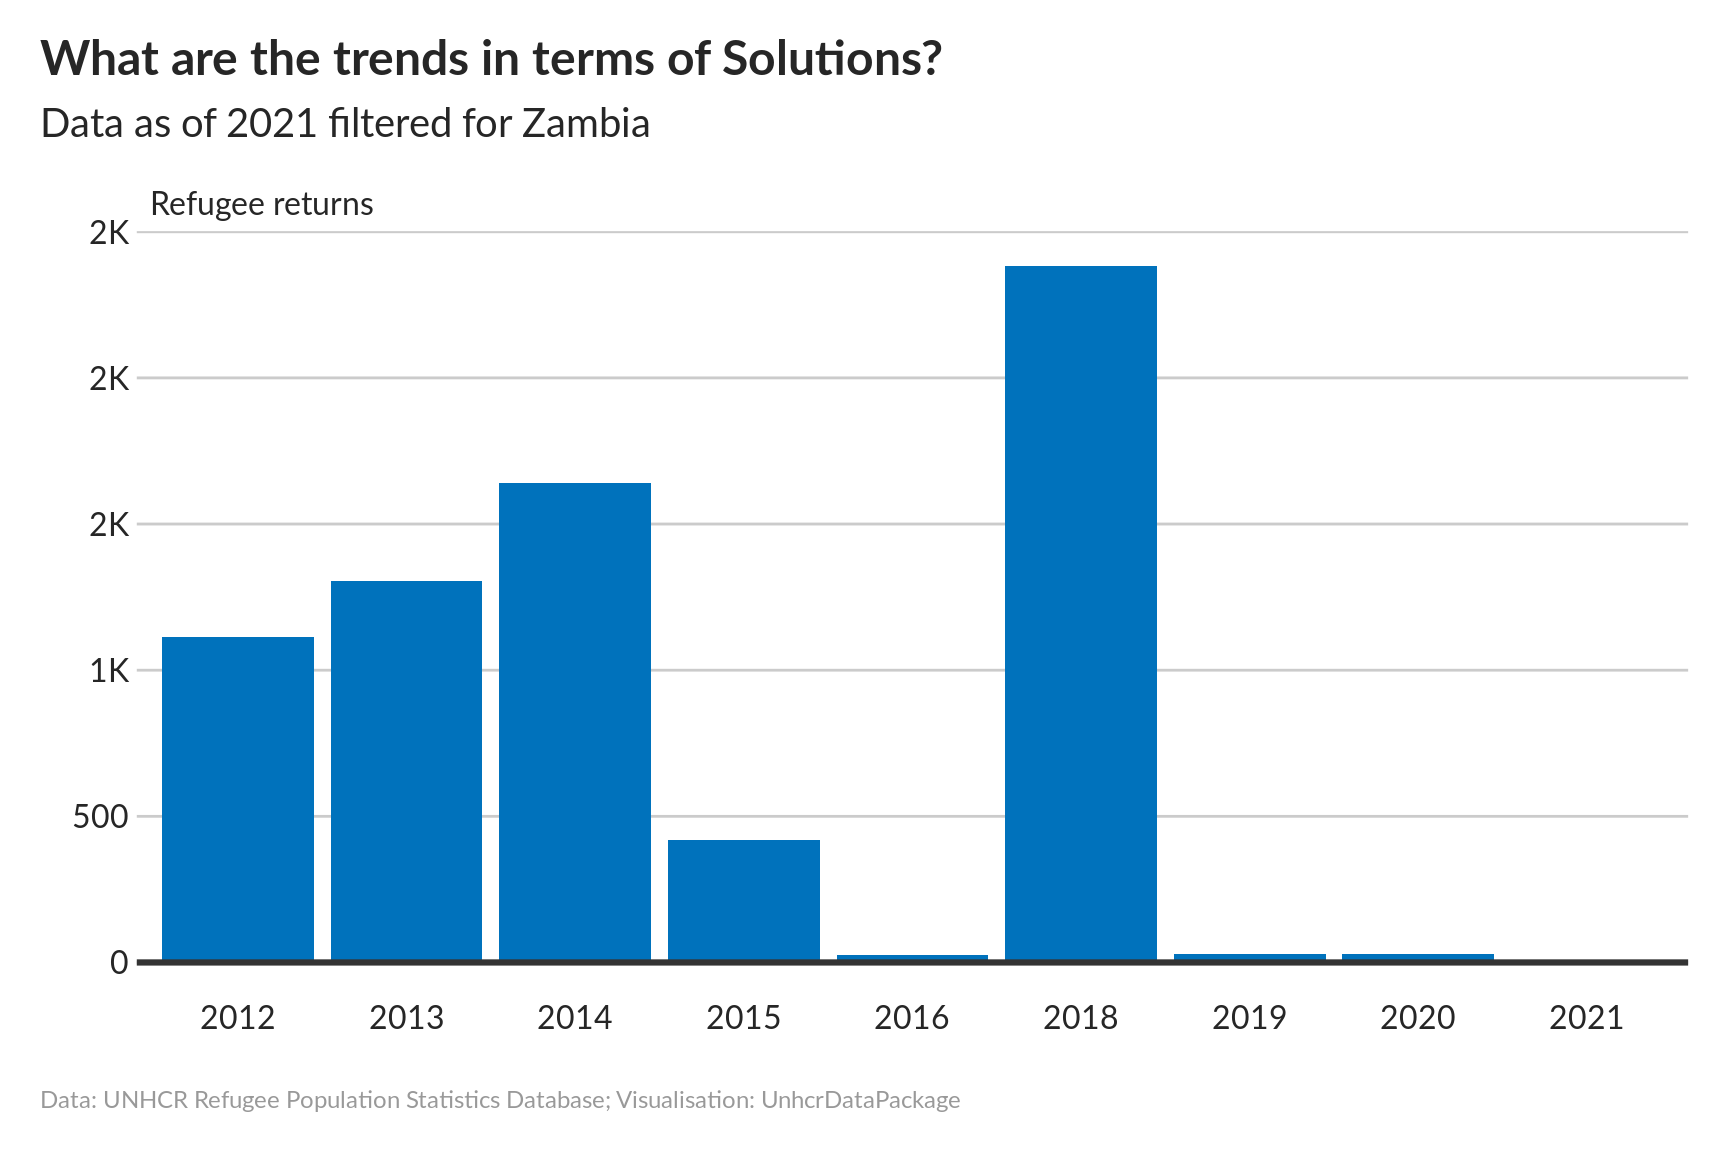 What are the trends in terms of Solutions?
Data as of 2021 filtered for Zambia
Refugee returns
2K
2K
2K
1K
500
0
2012 2013 2014 2015 2016 2018 2019 2020 2021
Data: UNHCR Refugee Population Statistics Database; Visualisation: UnhcrDataPackage